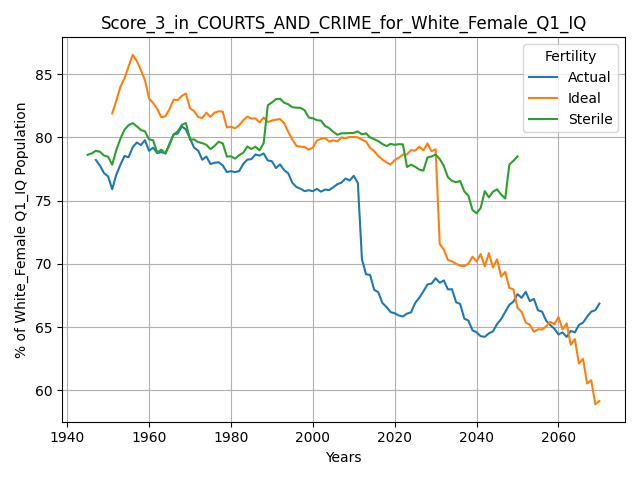 Score_3_in_COURTS_AND_CRIME_for_White_Female_Q1_IQ
Fertility
Actual
Ideal
Sterile
% of White_Female Q1_IQ Population
85
80
75
70
65
60
1940
1960
1980
2000
2020
2040
2060
Years